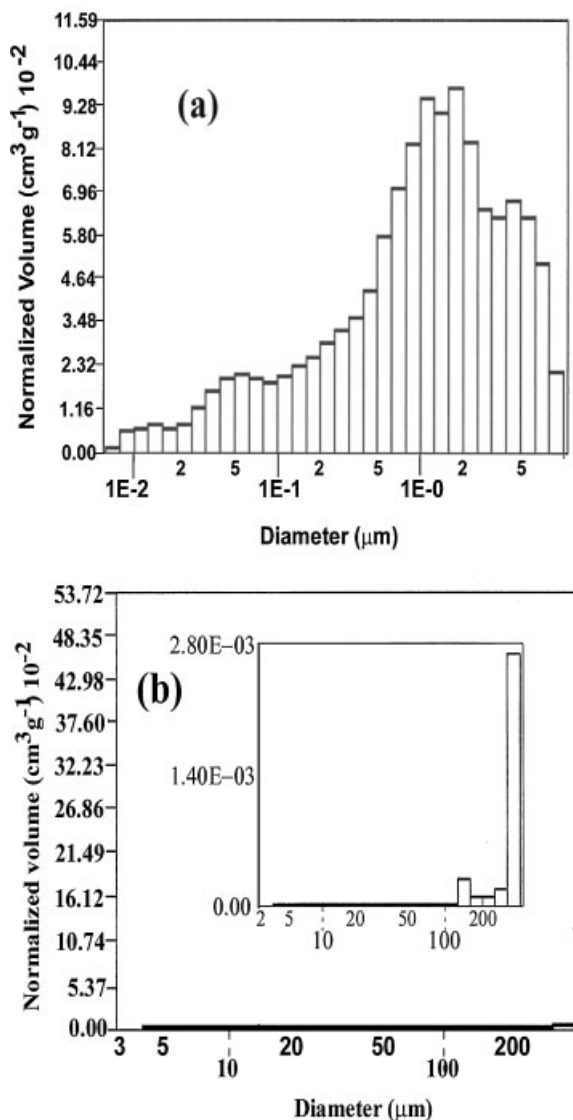 11.59
10.44
9.28
8.12
6.96
5.80
4.64
3.48
2.32
1.16
0.00
Normalized Volume (cm³g⁻¹) 10⁻²
(a)
2 5 2 5 2 5
1E-2 1E-1 1E-0
Diameter (μm)
53.72
48.35
42.98
37.60
32.23
26.86
21.49
16.12
10.74
5.37
0.00
Normalized volume (cm³g⁻¹) 10⁻²
(b)
2.80E–03
1.40E–03
0.00
2 5 20 50 200
10 100
3 5 20 50 200
10 100
Diameter (μm)